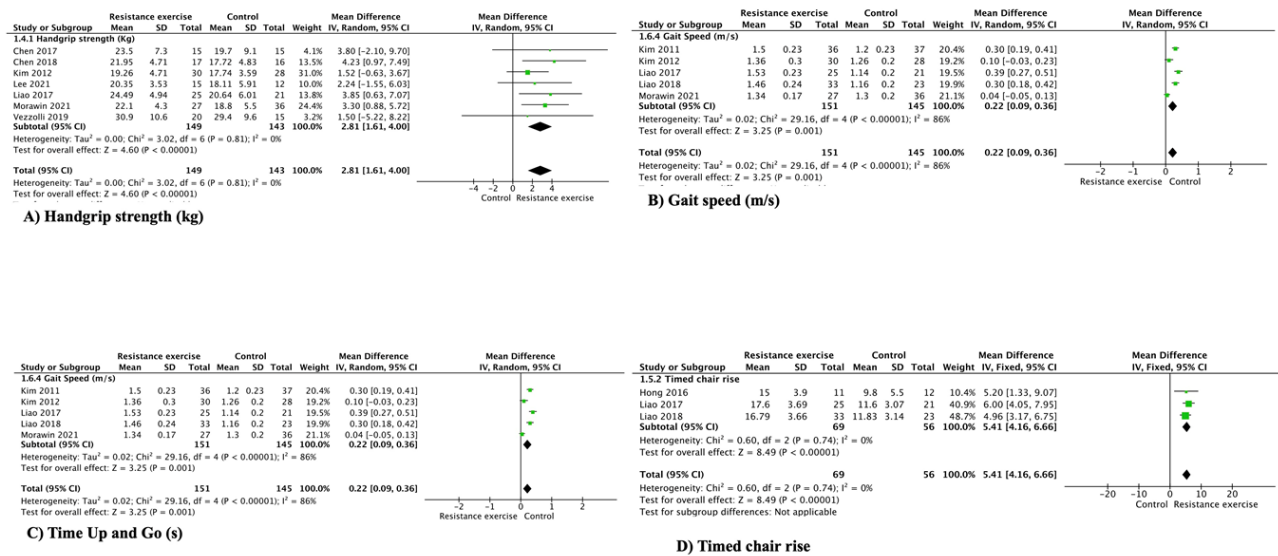 Resistance exercise Control Mean Difference Mean Difference
Study or Subgroup Mean SD Total Mean SD Total Weight IV, Random, 95% CI IV, Random, 95% CI
1.4.1 Handgrip strength (Kg)
Chen 2017 23.5 7.3 15 19.7 9.1 15 4.1% 3.80 [-2.10, 9.70]
Chen 2018 21.95 4.71 17 17.72 4.83 16 13.5% 4.23 [0.97, 7.49]
Kim 2012 19.26 4.71 30 17.74 3.59 28 31.0% 1.52 [-0.63, 3.67]
Lee 2021 20.35 3.53 15 18.11 5.91 12 9.4% 2.24 [-1.55, 6.03]
Liao 2017 24.49 4.94 25 20.64 6.01 21 13.8% 3.85 [0.63, 7.07]
Morawin 2021 22.1 4.3 27 18.8 5.5 36 24.4% 3.30 [0.88, 5.72]
Vezzoli 2019 30.9 10.6 20 29.4 9.6 15 3.1% 1.50 [-5.22, 8.22]
Subtotal (95% CI) 149 143 100.0% 2.81 [1.61, 4.00]
Heterogeneity: Tau² = 0.00; Chi² = 3.02, df = 6 (P = 0.81); I² = 0%
Test for overall effect: Z = 4.60 (P < 0.00001)
Total (95% CI) 149 143 100.0% 2.81 [1.61, 4.00]
Heterogeneity: Tau² = 0.00; Chi² = 3.02, df = 6 (P = 0.81); I² = 0%
Test for overall effect: Z = 4.60 (P < 0.00001)
-4 -2 0 2 4
Control Resistance exercise
A) Handgrip strength (kg)
Resistance exercise Control Mean Difference Mean Difference
Study or Subgroup Mean SD Total Mean SD Total Weight IV, Random, 95% CI IV, Random, 95% CI
1.6.4 Gait Speed (m/s)
Kim 2011 1.5 0.23 36 1.2 0.23 37 20.4% 0.30 [0.19, 0.41]
Kim 2012 1.36 0.3 30 1.26 0.2 28 19.2% 0.10 [-0.03, 0.23]
Liao 2017 1.53 0.23 25 1.14 0.2 21 19.5% 0.39 [0.27, 0.51]
Liao 2018 1.46 0.24 33 1.16 0.2 23 19.9% 0.30 [0.18, 0.42]
Morawin 2021 1.34 0.17 27 1.3 0.2 36 21.1% 0.04 [-0.05, 0.13]
Subtotal (95% CI) 151 145 100.0% 0.22 [0.09, 0.36]
Heterogeneity: Tau² = 0.02; Chi² = 29.16, df = 4 (P < 0.00001); I² = 86%
Test for overall effect: Z = 3.25 (P = 0.001)
Total (95% CI) 151 145 100.0% 0.22 [0.09, 0.36]
Heterogeneity: Tau² = 0.02; Chi² = 29.16, df = 4 (P < 0.00001); I² = 86%
Test for overall effect: Z = 3.25 (P = 0.001)
-2 -1 0 1 2
Resistance exercise Control
B) Gait speed (m/s)
Resistance exercise Control Mean Difference Mean Difference
Study or Subgroup Mean SD Total Mean SD Total Weight IV, Random, 95% CI IV, Random, 95% CI
1.6.4 Gait Speed (m/s)
Kim 2011 1.5 0.23 36 1.2 0.23 37 20.4% 0.30 [0.19, 0.41]
Kim 2012 1.36 0.3 30 1.26 0.2 28 19.2% 0.10 [-0.03, 0.23]
Liao 2017 1.53 0.23 25 1.14 0.2 21 19.5% 0.39 [0.27, 0.51]
Liao 2018 1.46 0.24 33 1.16 0.2 23 19.9% 0.30 [0.18, 0.42]
Morawin 2021 1.34 0.17 27 1.3 0.2 36 21.1% 0.04 [-0.05, 0.13]
Subtotal (95% CI) 151 145 100.0% 0.22 [0.09, 0.36]
Heterogeneity: Tau² = 0.02; Chi² = 29.16, df = 4 (P < 0.00001); I² = 86%
Test for overall effect: Z = 3.25 (P = 0.001)
Total (95% CI) 151 145 100.0% 0.22 [0.09, 0.36]
Heterogeneity: Tau² = 0.02; Chi² = 29.16, df = 4 (P < 0.00001); I² = 86%
Test for overall effect: Z = 3.25 (P = 0.001)
-2 -1 0 1 2
Resistance exercise Control
C) Time Up and Go (s)
Resistance exercise Control Mean Difference Mean Difference
Study or Subgroup Mean SD Total Mean SD Total Weight IV, Fixed, 95% CI IV, Fixed, 95% CI
1.5.2 Timed chair rise
Hong 2016 15 3.9 11 9.8 5.5 12 10.4% 5.20 [1.33, 9.07]
Liao 2017 17.6 3.69 25 11.6 3.07 21 40.9% 6.00 [4.05, 7.95]
Liao 2018 16.79 3.66 33 11.83 3.14 23 48.7% 4.96 [3.17, 6.75]
Subtotal (95% CI) 69 56 100.0% 5.41 [4.16, 6.66]
Heterogeneity: Chi² = 0.60, df = 2 (P = 0.74); I² = 0%
Test for overall effect: Z = 8.49 (P < 0.00001)
Total (95% CI) 69 56 100.0% 5.41 [4.16, 6.66]
Heterogeneity: Chi² = 0.60, df = 2 (P = 0.74); I² = 0%
Test for overall effect: Z = 8.49 (P < 0.00001)
Test for subgroup differences: Not applicable
-20 -10 0 10 20
Control Resistance exercise
D) Timed chair rise